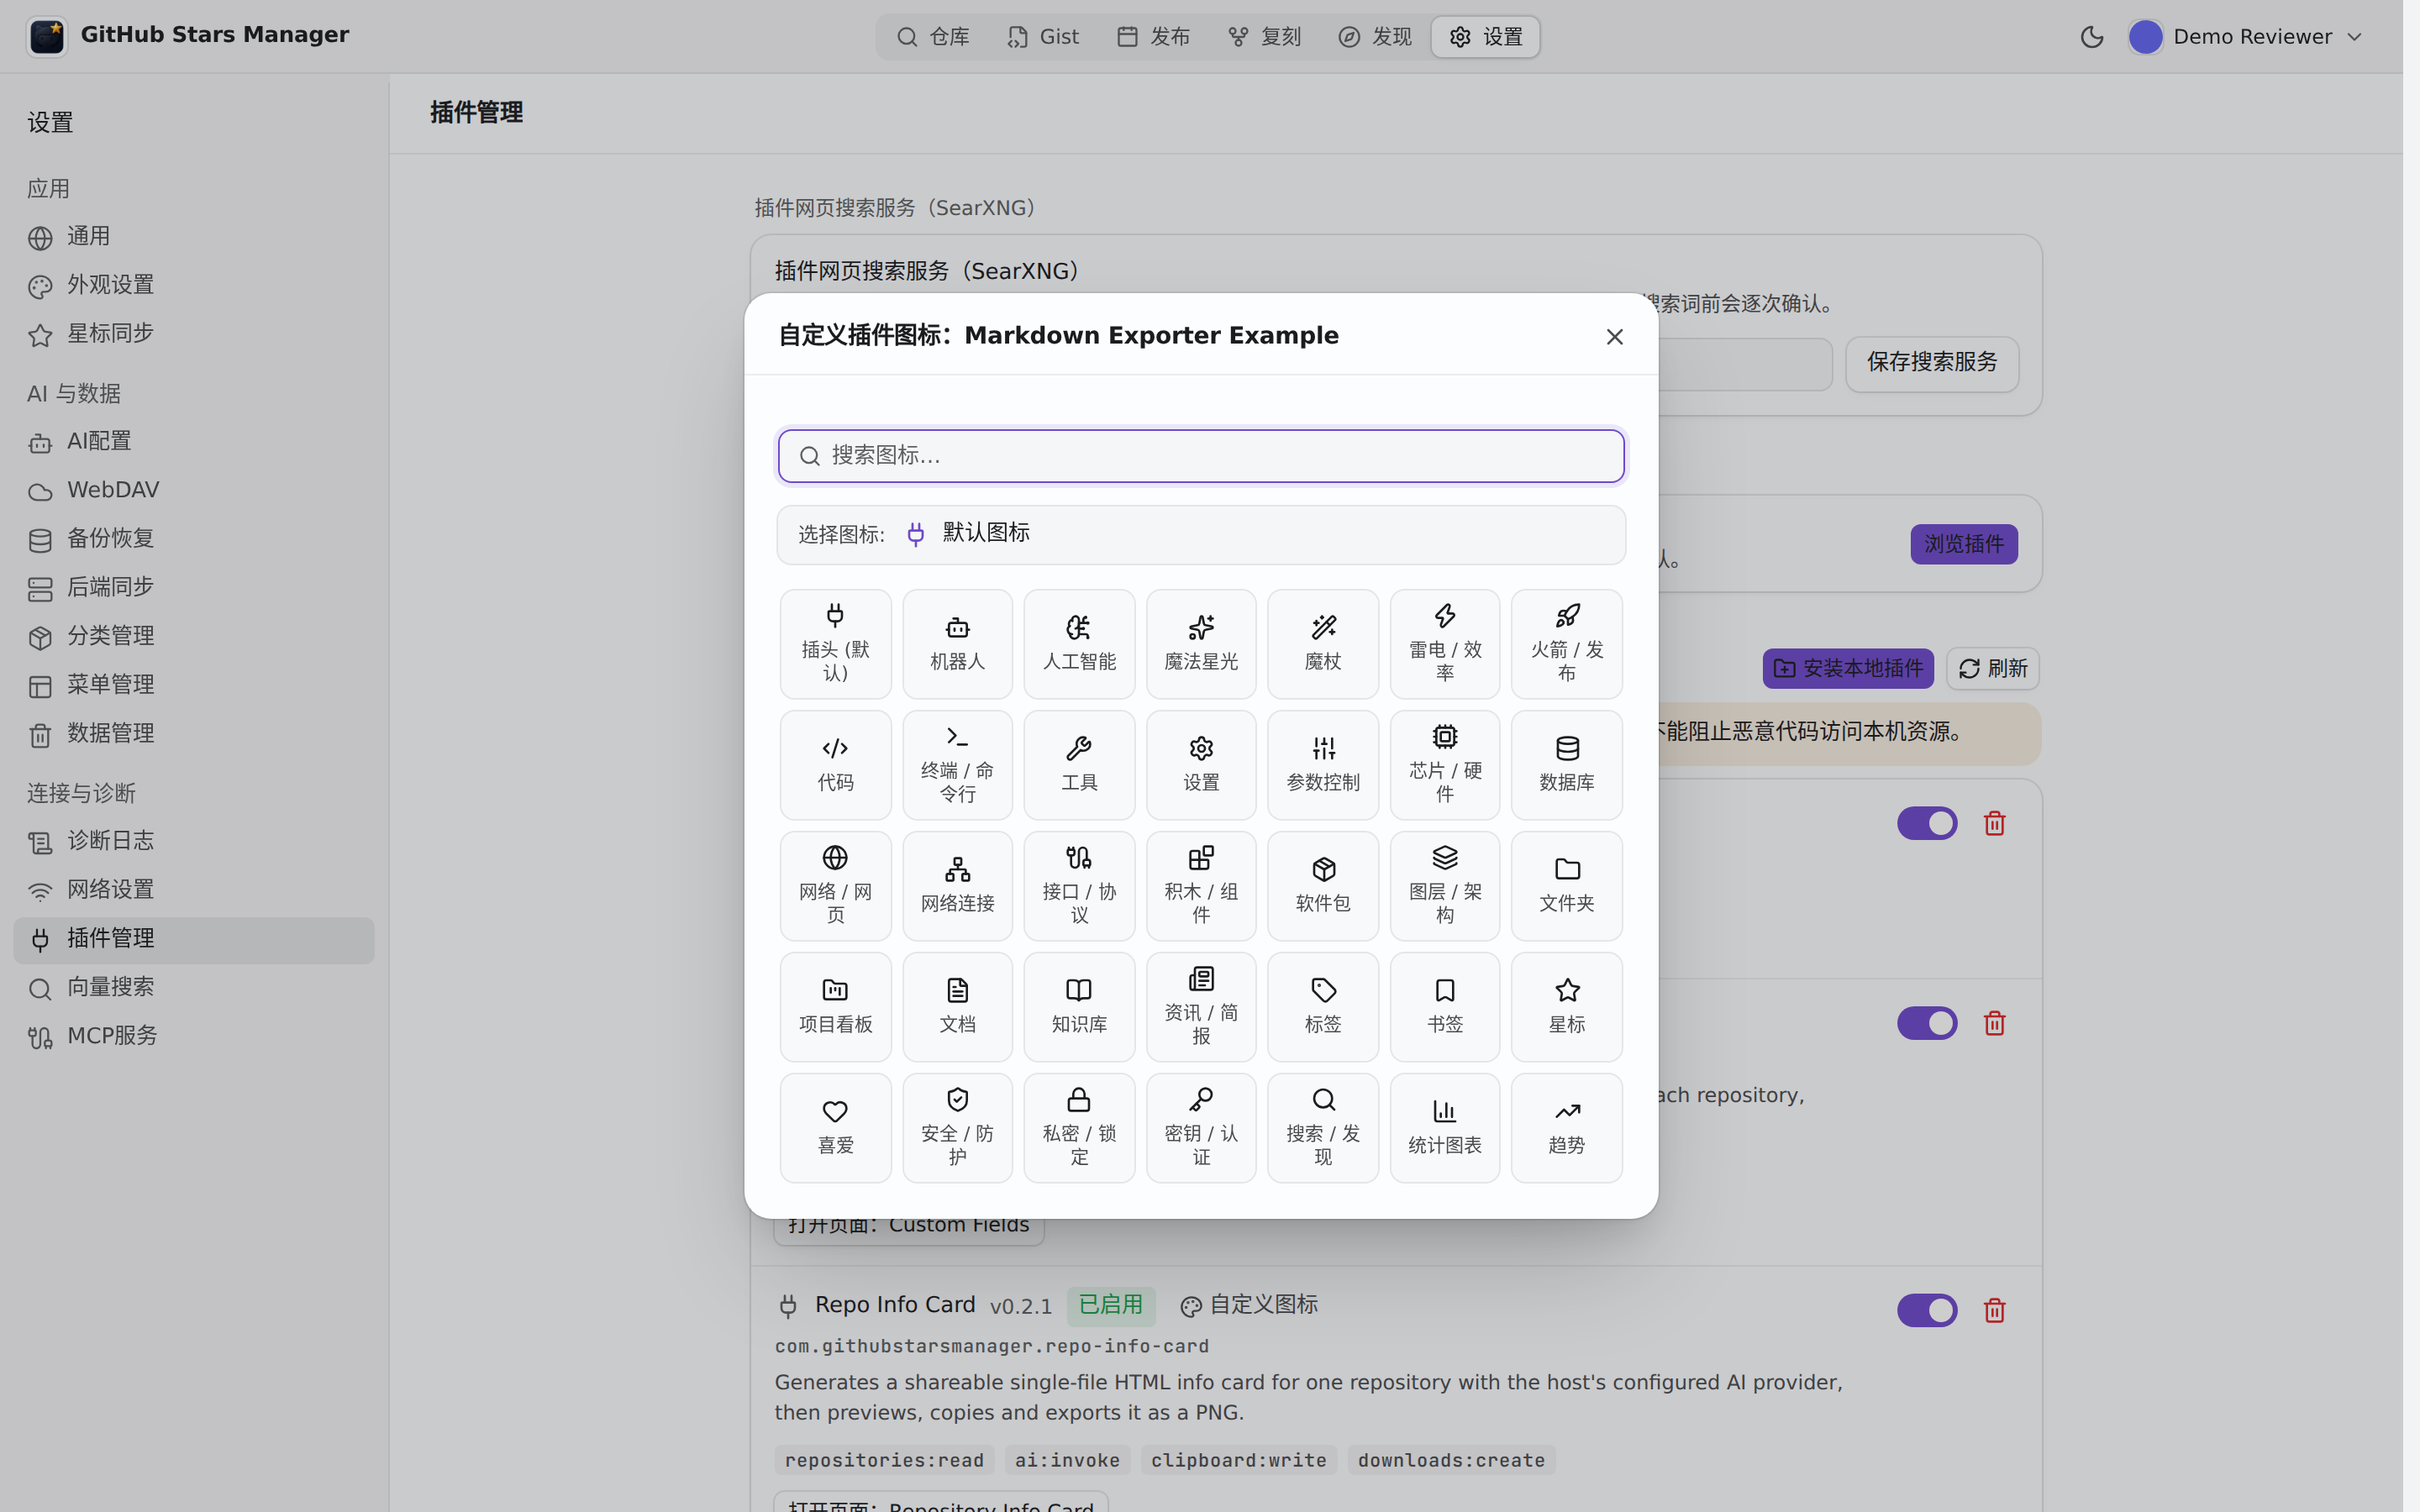 GitHub Stars Manager
仓库
Gist
发布
复刻
发现
设置
Demo Reviewer
设置
应用
通用
外观设置
星标同步
AI 与数据
AI配置
WebDAV
备份恢复
后端同步
分类管理
菜单管理
数据管理
连接与诊断
诊断日志
网络设置
插件管理
向量搜索
MCP服务
插件管理
插件网页搜索服务（SearXNG）
插件网页搜索服务（SearXNG）
搜索词前会逐次确认。
保存搜索服务
自定义插件图标：Markdown Exporter Example
搜索图标...
选择图标:
默认图标
插头 (默
认)
机器人
人工智能
魔法星光
魔杖
雷电 / 效
率
火箭 / 发
布
代码
终端 / 命
令行
工具
设置
参数控制
芯片 / 硬
件
数据库
网络 / 网
页
网络连接
接口 / 协
议
积木 / 组
件
软件包
图层 / 架
构
文件夹
项目看板
文档
知识库
资讯 / 简
报
标签
书签
星标
喜爱
安全 / 防
护
私密 / 锁
定
密钥 / 认
证
搜索 / 发
现
统计图表
趋势
认。
浏览插件
安装本地插件
刷新
不能阻止恶意代码访问本机资源。
each repository,
打开页面：Custom Fields
Repo Info Card
v0.2.1
已启用
自定义图标
com.githubstarsmanager.repo-info-card
Generates a shareable single-file HTML info card for one repository with the host's configured AI provider,
then previews, copies and exports it as a PNG.
repositories:read
ai:invoke
clipboard:write
downloads:create
打开页面：Repository Info Card